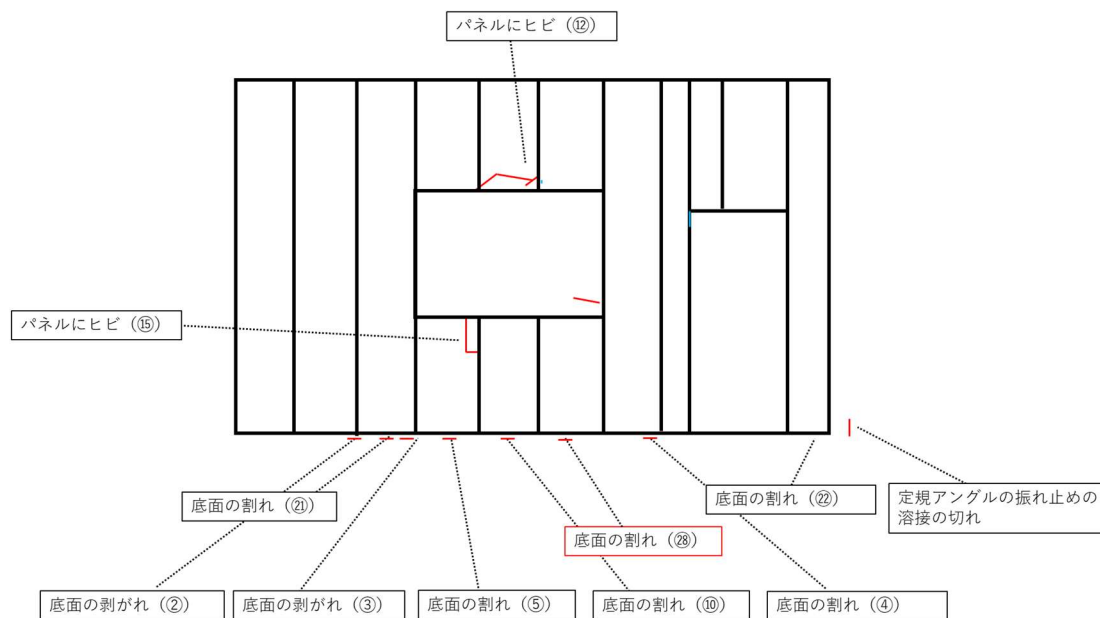 パネルにヒビ（⑫）
パネルにヒビ（⑮）
底面の割れ（㉑）
底面の割れ（㉒）
定規アングルの振れ止めの
溶接の切れ
底面の割れ（㉘）
底面の剥がれ（②）
底面の剥がれ（③）
底面の割れ（⑤）
底面の割れ（⑩）
底面の割れ（④）